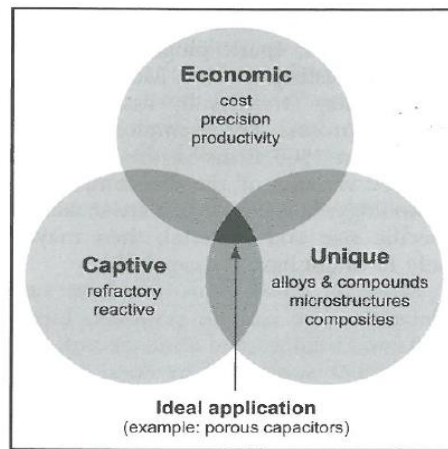 Economic
cost
precision
productivity
Captive
refractory
reactive
Unique
alloys & compounds
microstructures
composites
Ideal application
(example: porous capacitors)